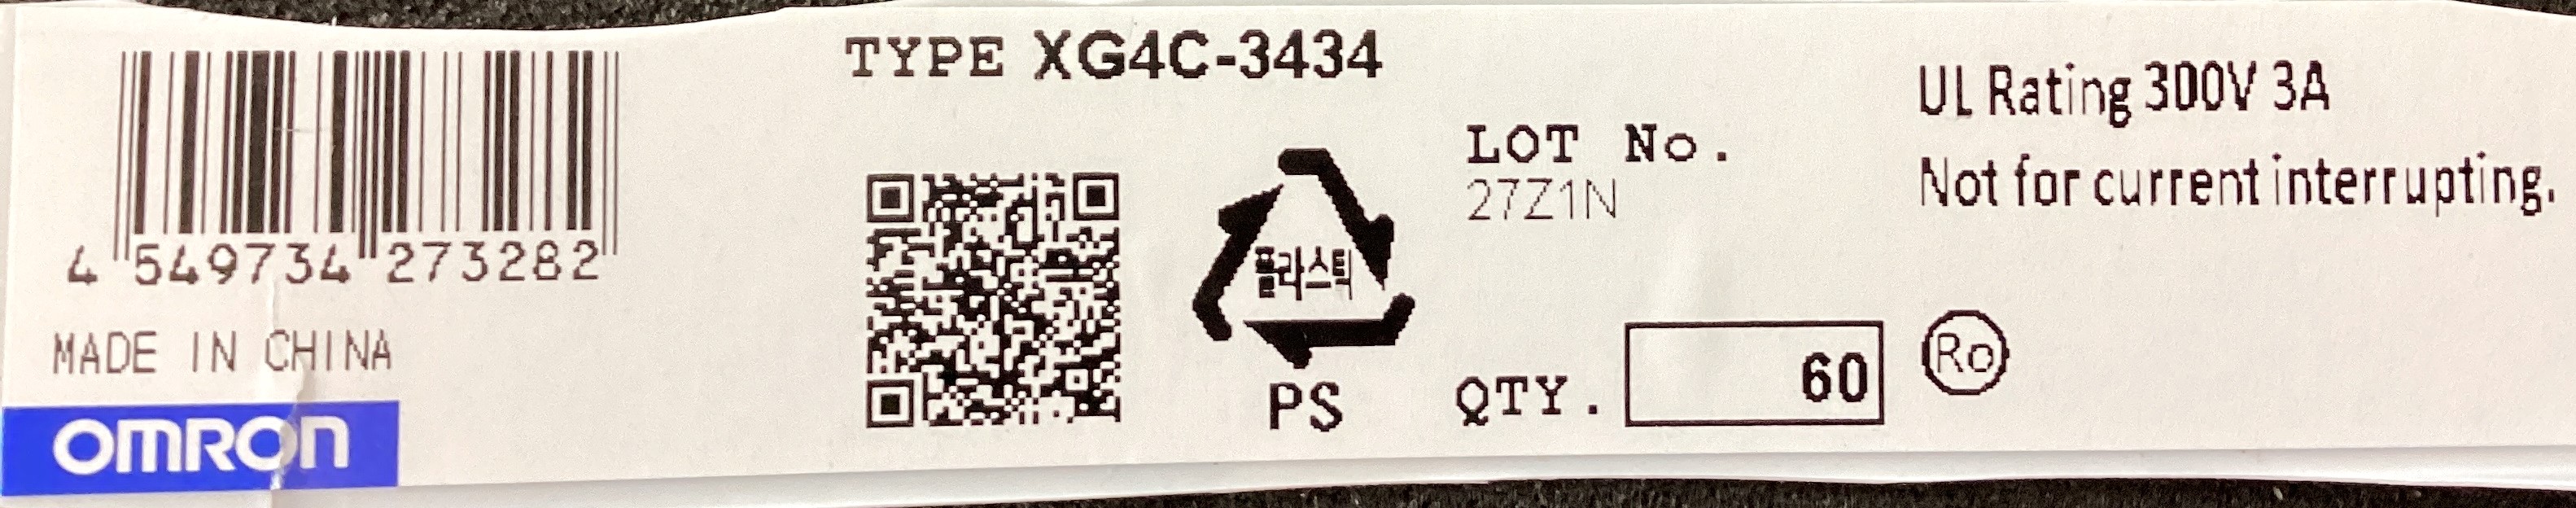 TYPE XG4C-3434
4 549734 273282
MADE IN CHINA
OMRON
플라스틱
PS
LOT No.
27Z1N
QTY. 60
UL Rating 300V 3A
Not for current interrupting.
Ro